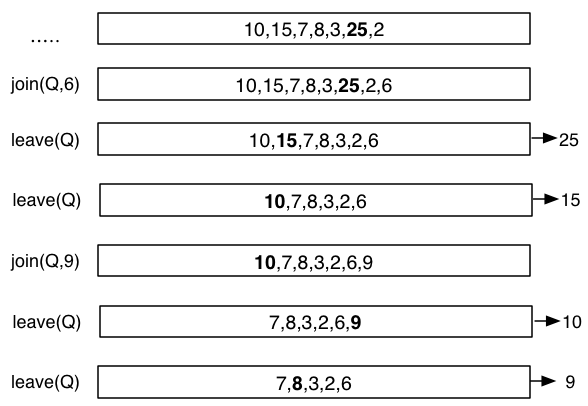 ..... 10,15,7,8,3,25,2
join(Q,6) 10,15,7,8,3,25,2,6
leave(Q) 10,15,7,8,3,2,6 25
leave(Q) 10,7,8,3,2,6 15
join(Q,9) 10,7,8,3,2,6,9
leave(Q) 7,8,3,2,6,9 10
leave(Q) 7,8,3,2,6 9